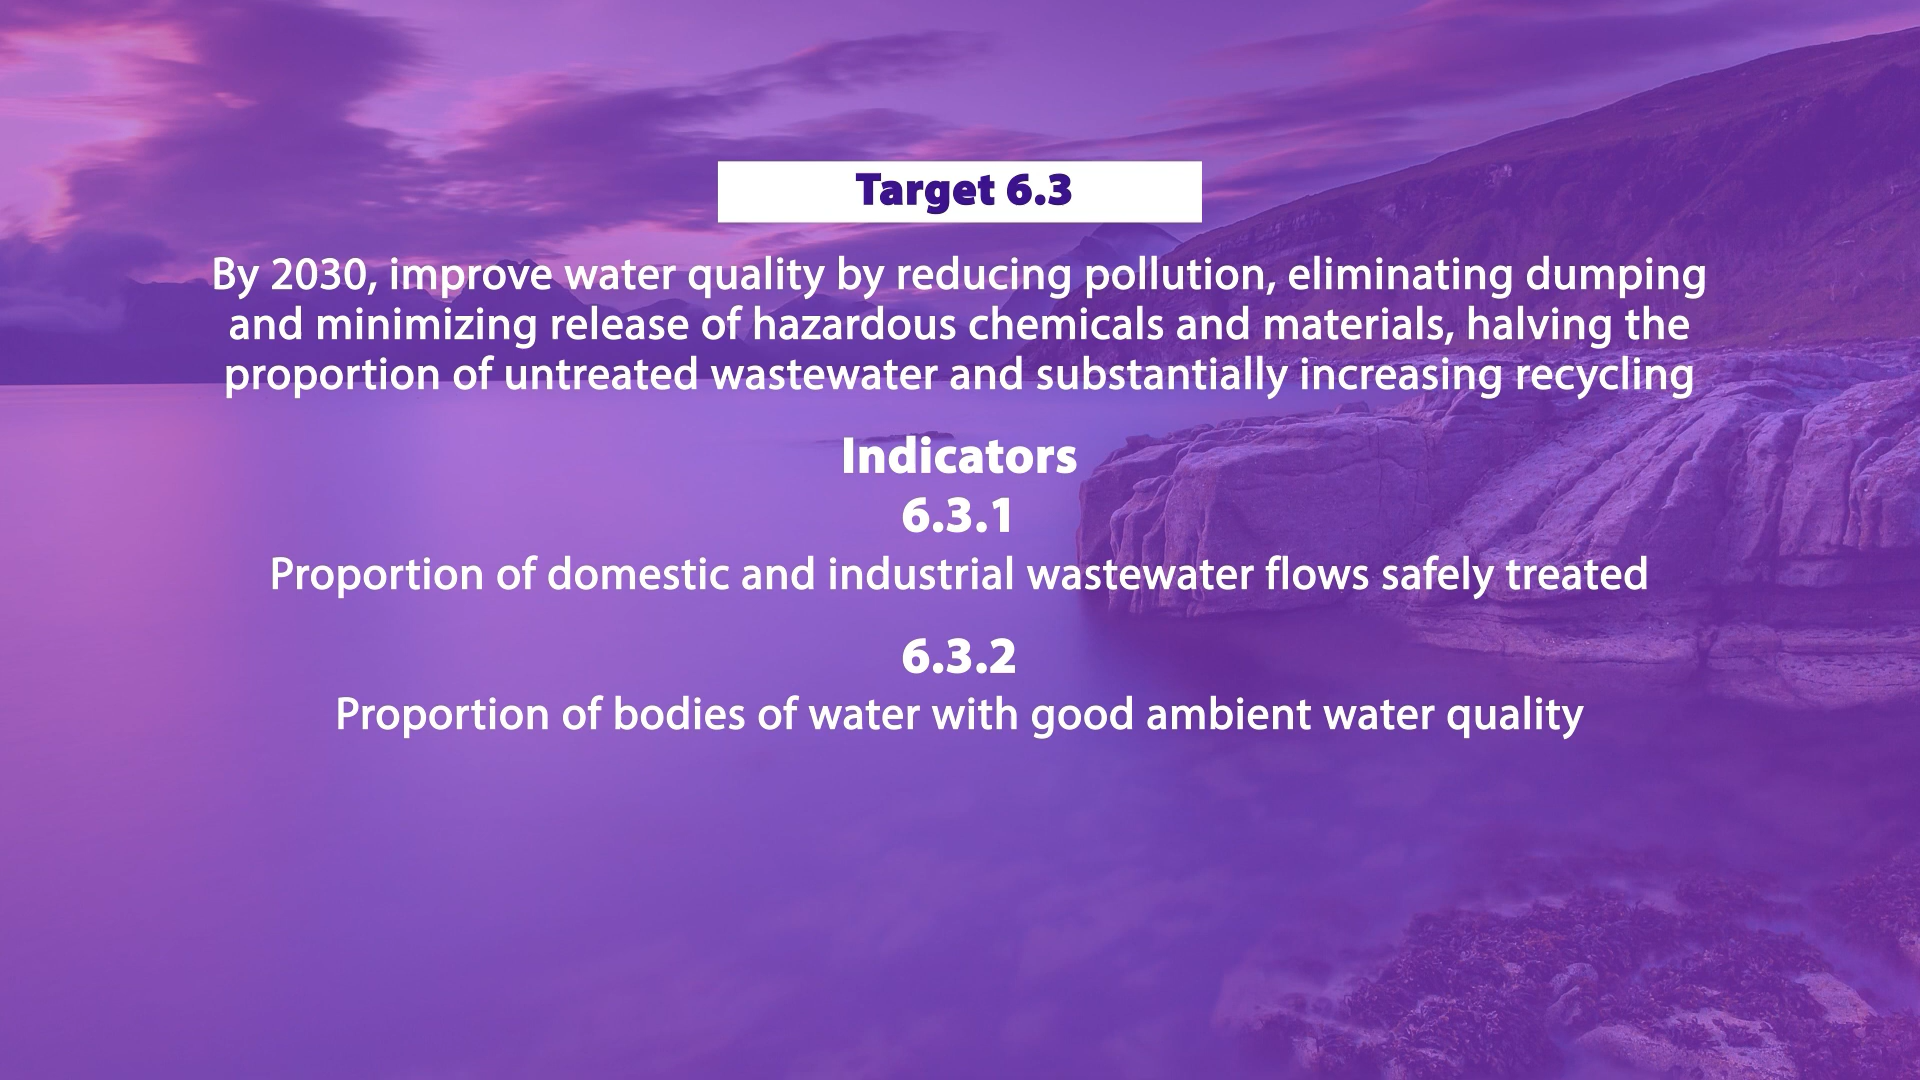 Target 6.3
By 2030, improve water quality by reducing pollution, eliminating dumping
and minimizing release of hazardous chemicals and materials, halving the
proportion of untreated wastewater and substantially increasing recycling
Indicators
6.3.1
Proportion of domestic and industrial wastewater flows safely treated
6.3.2
Proportion of bodies of water with good ambient water quality